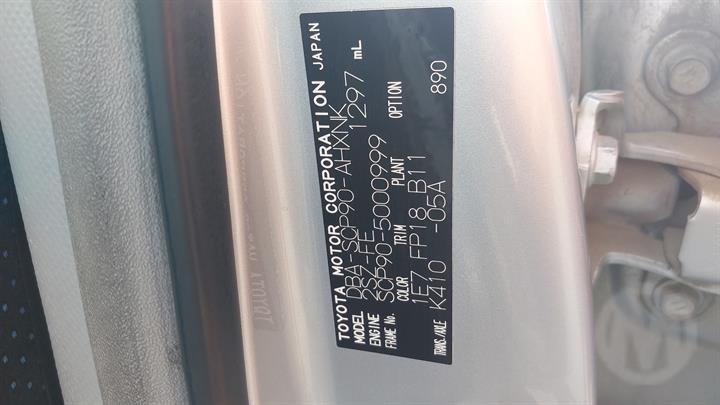 TOYOTA MOTOR CORPORATION JAPAN
MODEL DBA-SCP90-AHXNK
ENGINE 2SZ-FE 1297 mL
FRAME No. SCP90-5000999
COLOR TRIM PLANT OPTION
1E7 FP18 B11 890
TRANS/AXLE K410 -05A
M